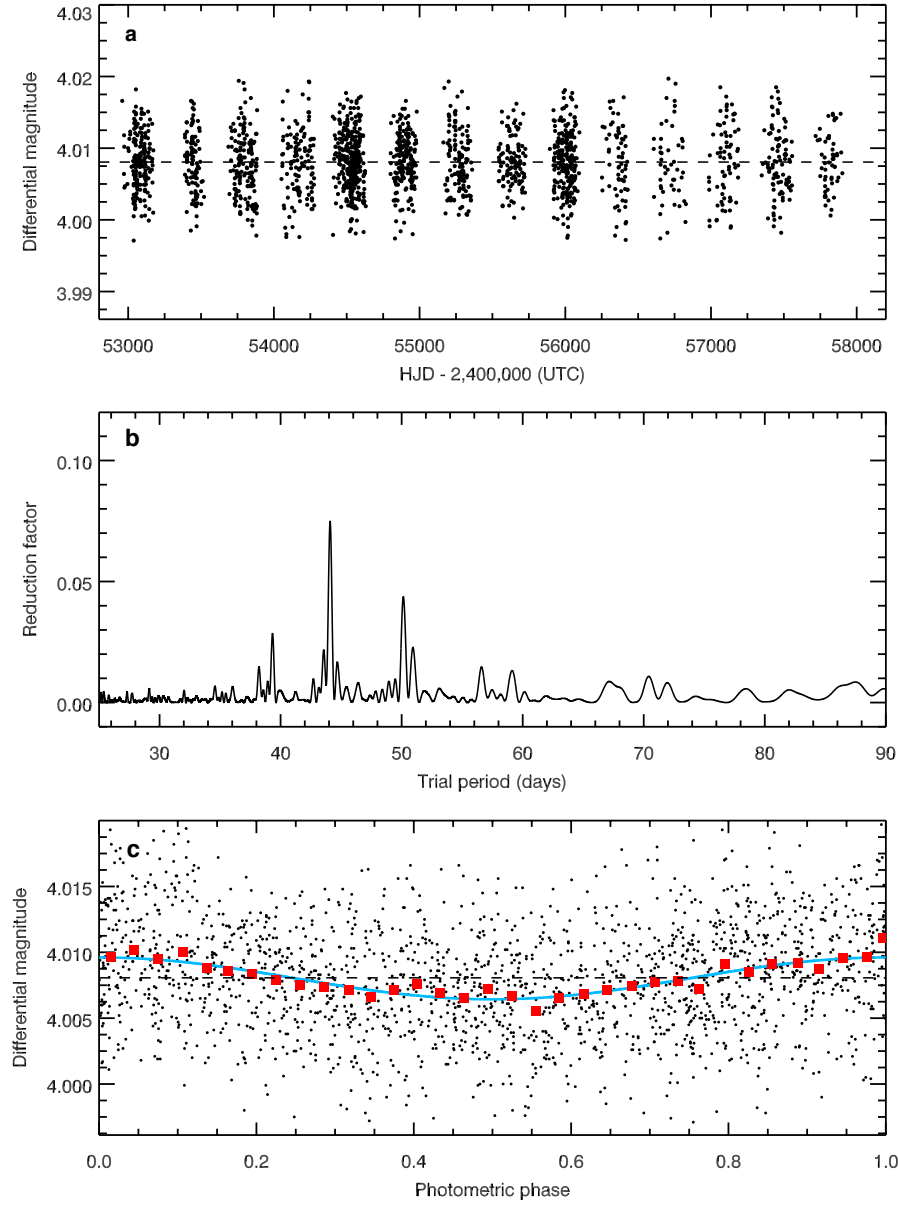 a
4.03
4.02
4.01
4.00
3.99
Differential magnitude
53000 54000 55000 56000 57000 58000
HJD - 2,400,000 (UTC)
b
0.10
0.05
0.00
Reduction factor
30 40 50 60 70 80 90
Trial period (days)
c
4.015
4.010
4.005
4.000
Differential magnitude
0.0 0.2 0.4 0.6 0.8 1.0
Photometric phase